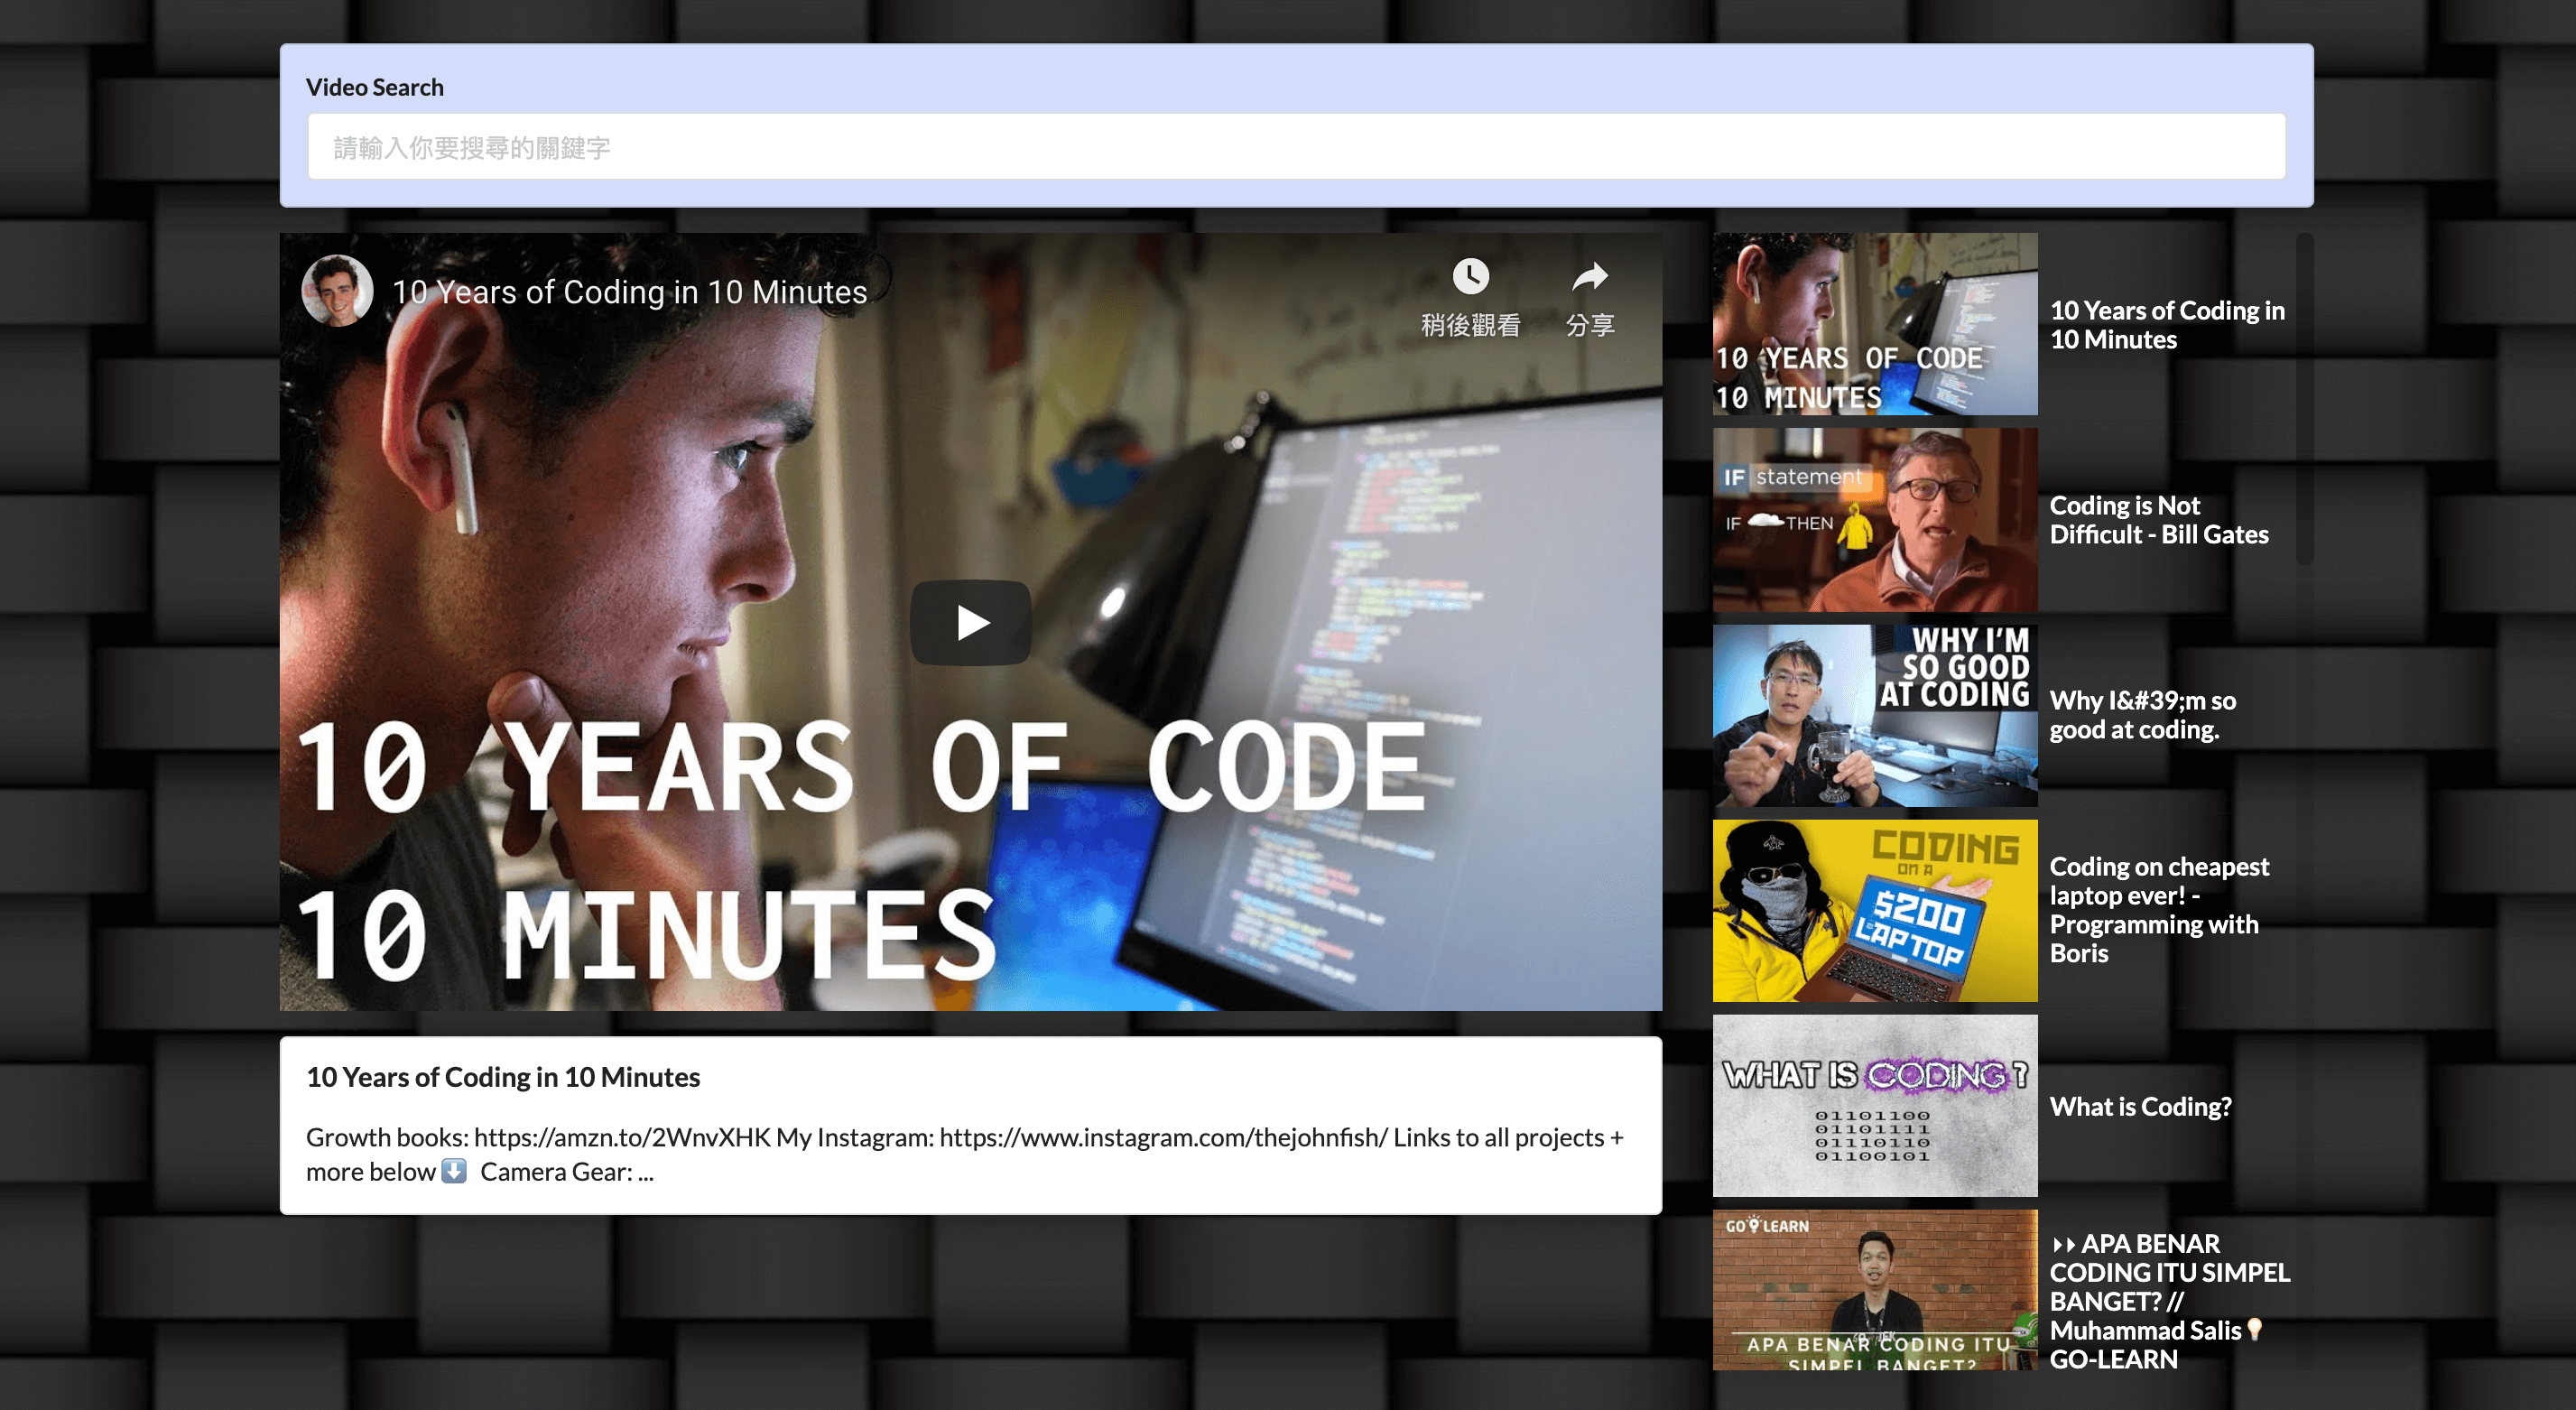 Video Search
請輸入你要搜尋的關鍵字
10 Years of Coding in 10 Minutes
稍後觀看
分享
10 YEARS OF CODE
10 MINUTES
10 Years of Coding in 10 Minutes
Growth books: https://amzn.to/2WnvXHK My Instagram: https://www.instagram.com/thejohnfish/ Links to all projects +
more below ⬇️ Camera Gear: ...
10 YEARS OF CODE
10 MINUTES
10 Years of Coding in
10 Minutes
IF statement
IF THEN
Coding is Not
Difficult - Bill Gates
WHY I'M
SO GOOD
AT CODING
Why I&#39;m so
good at coding.
CODING
ON A
$200
LAPTOP
Coding on cheapest
laptop ever! -
Programming with
Boris
WHAT IS CODING?
01101100
01101111
01110110
01100101
What is Coding?
GO LEARN
APA BENAR CODING ITU
SIMPEL BANGET?
APA BENAR
CODING ITU SIMPEL
BANGET? //
Muhammad Salis💡
GO-LEARN